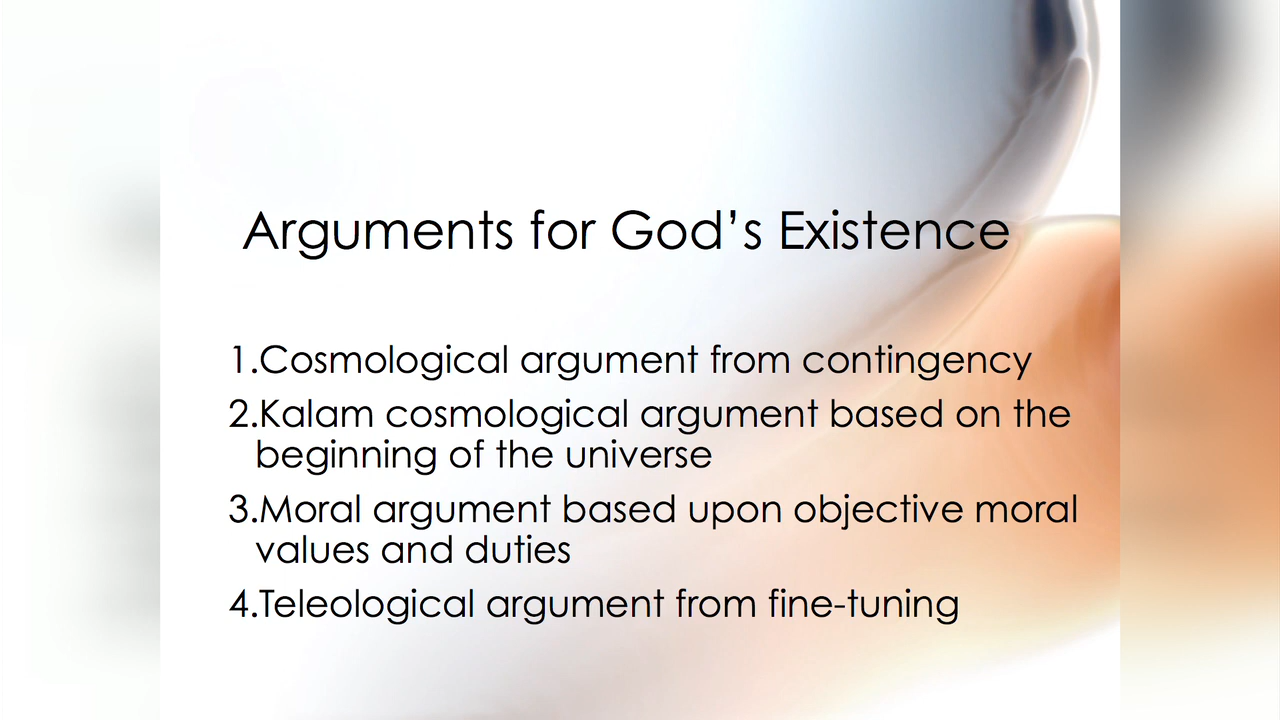 Arguments for God’s Existence
1.Cosmological argument from contingency
2.Kalam cosmological argument based on the
beginning of the universe
3.Moral argument based upon objective moral
values and duties
4.Teleological argument from fine-tuning